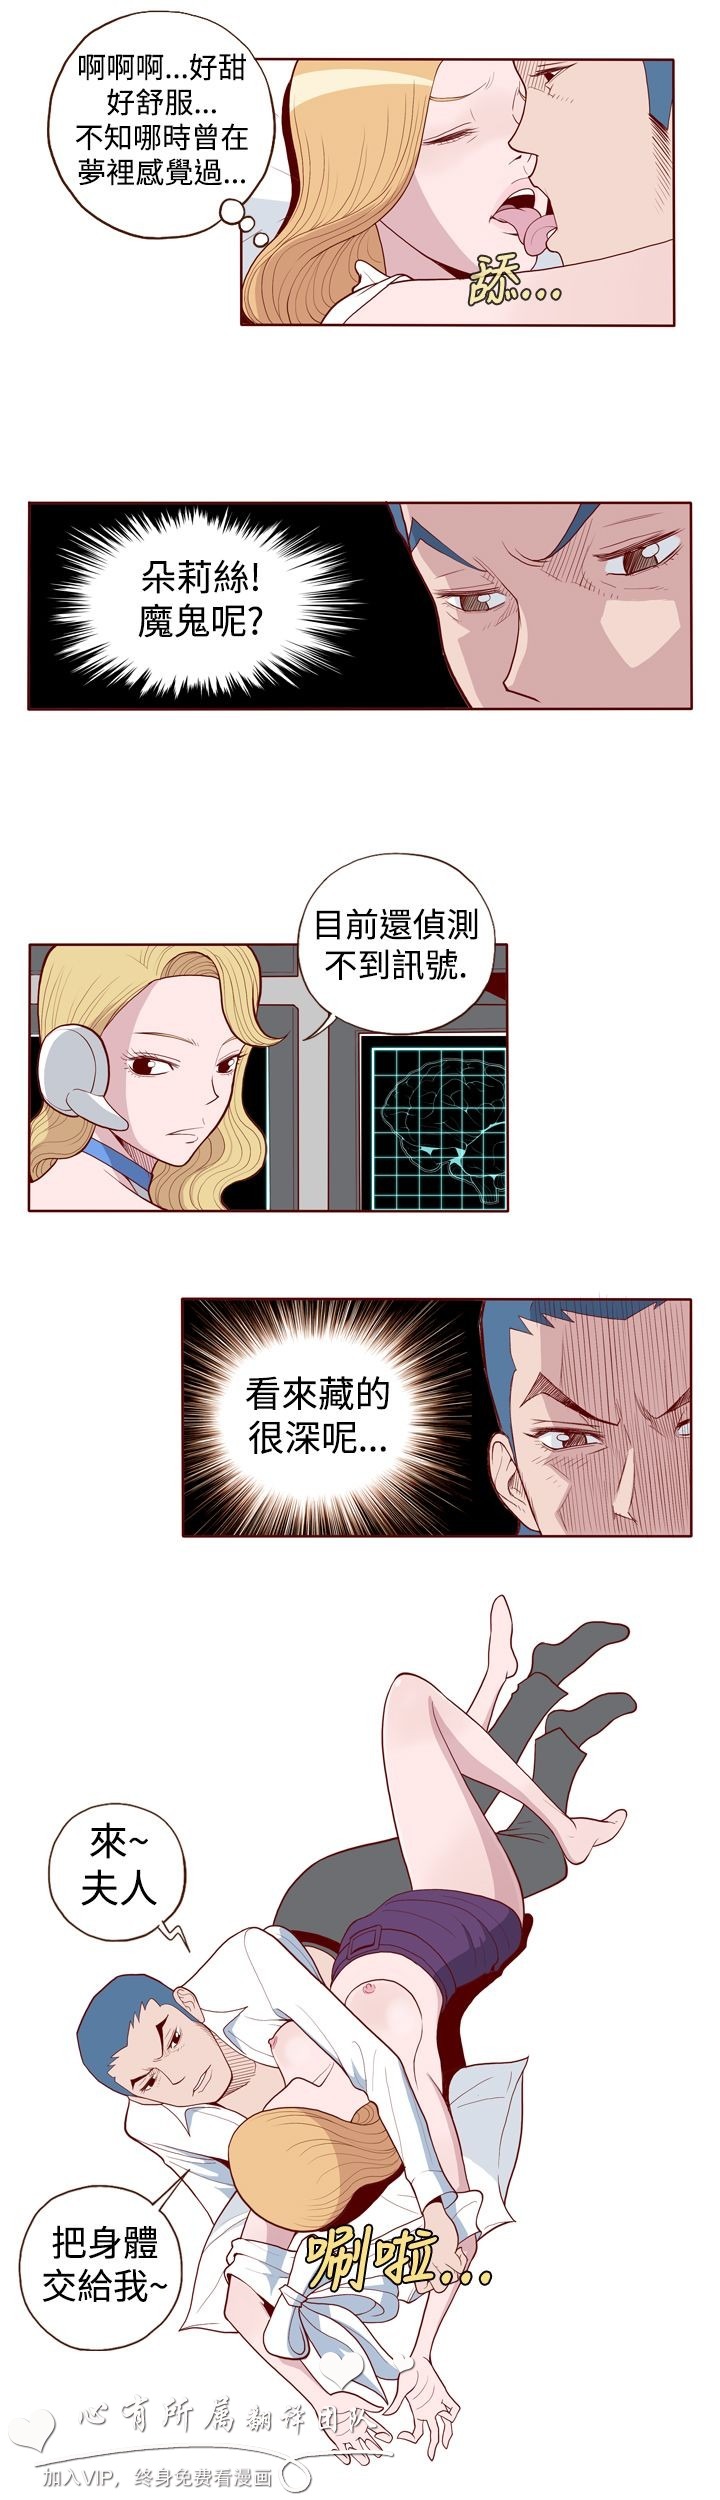 啊啊啊...好甜
好舒服...
不知哪時曾在
夢裡感覺過...
舔...
朵莉絲!
魔鬼呢?
目前還偵測
不到訊號.
看來藏的
很深呢...
來~
夫人
把身體
交給我~
唰啦...
心有所属翻译团队
加入VIP，终身免费看漫画